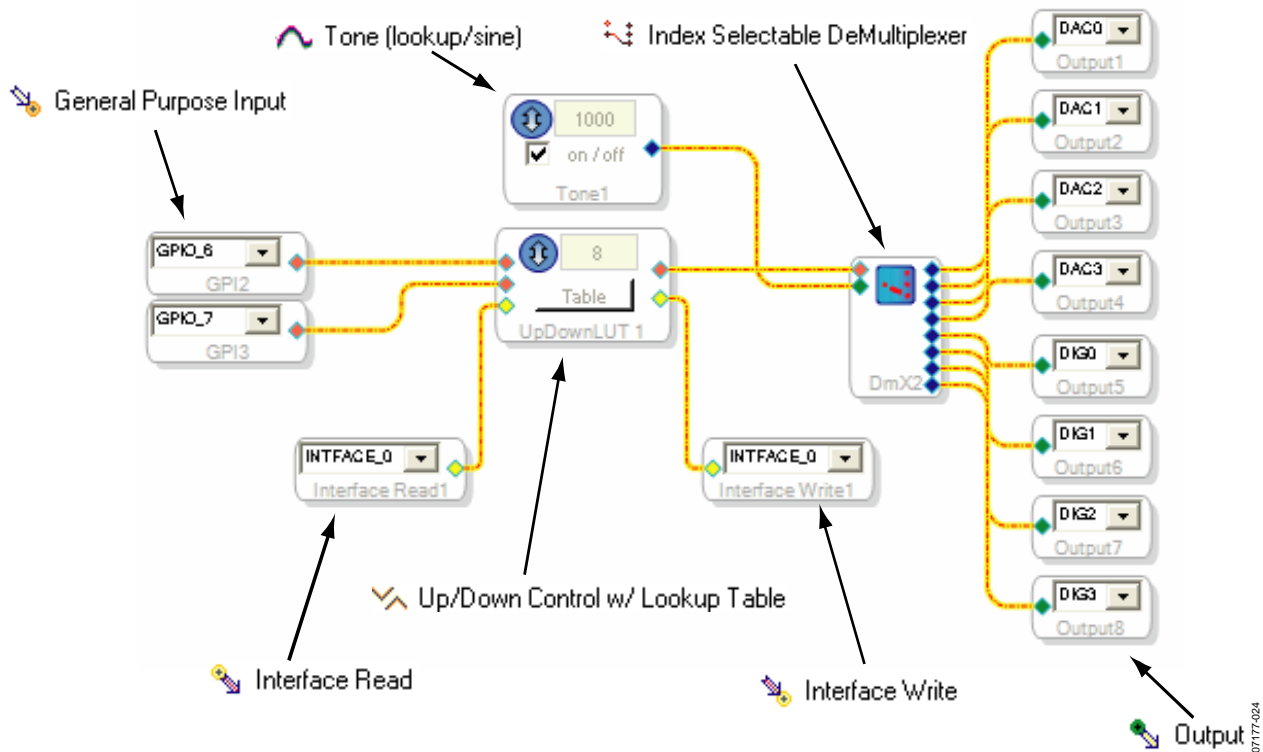 Tone (lookup/sine)
Index Selectable DeMultiplexer
General Purpose Input
1000
on / off
Tone1
GPIO_6
GPI2
GPIO_7
GPI3
8
Table
UpDownLUT 1
DmX2
DAC0
Output1
DAC1
Output2
DAC2
Output3
DAC3
Output4
DIG0
Output5
DIG1
Output6
DIG2
Output7
DIG3
Output8
INTFACE_0
Interface Read1
INTFACE_0
Interface Write1
Up/Down Control w/ Lookup Table
Interface Read
Interface Write
Output
07177-024